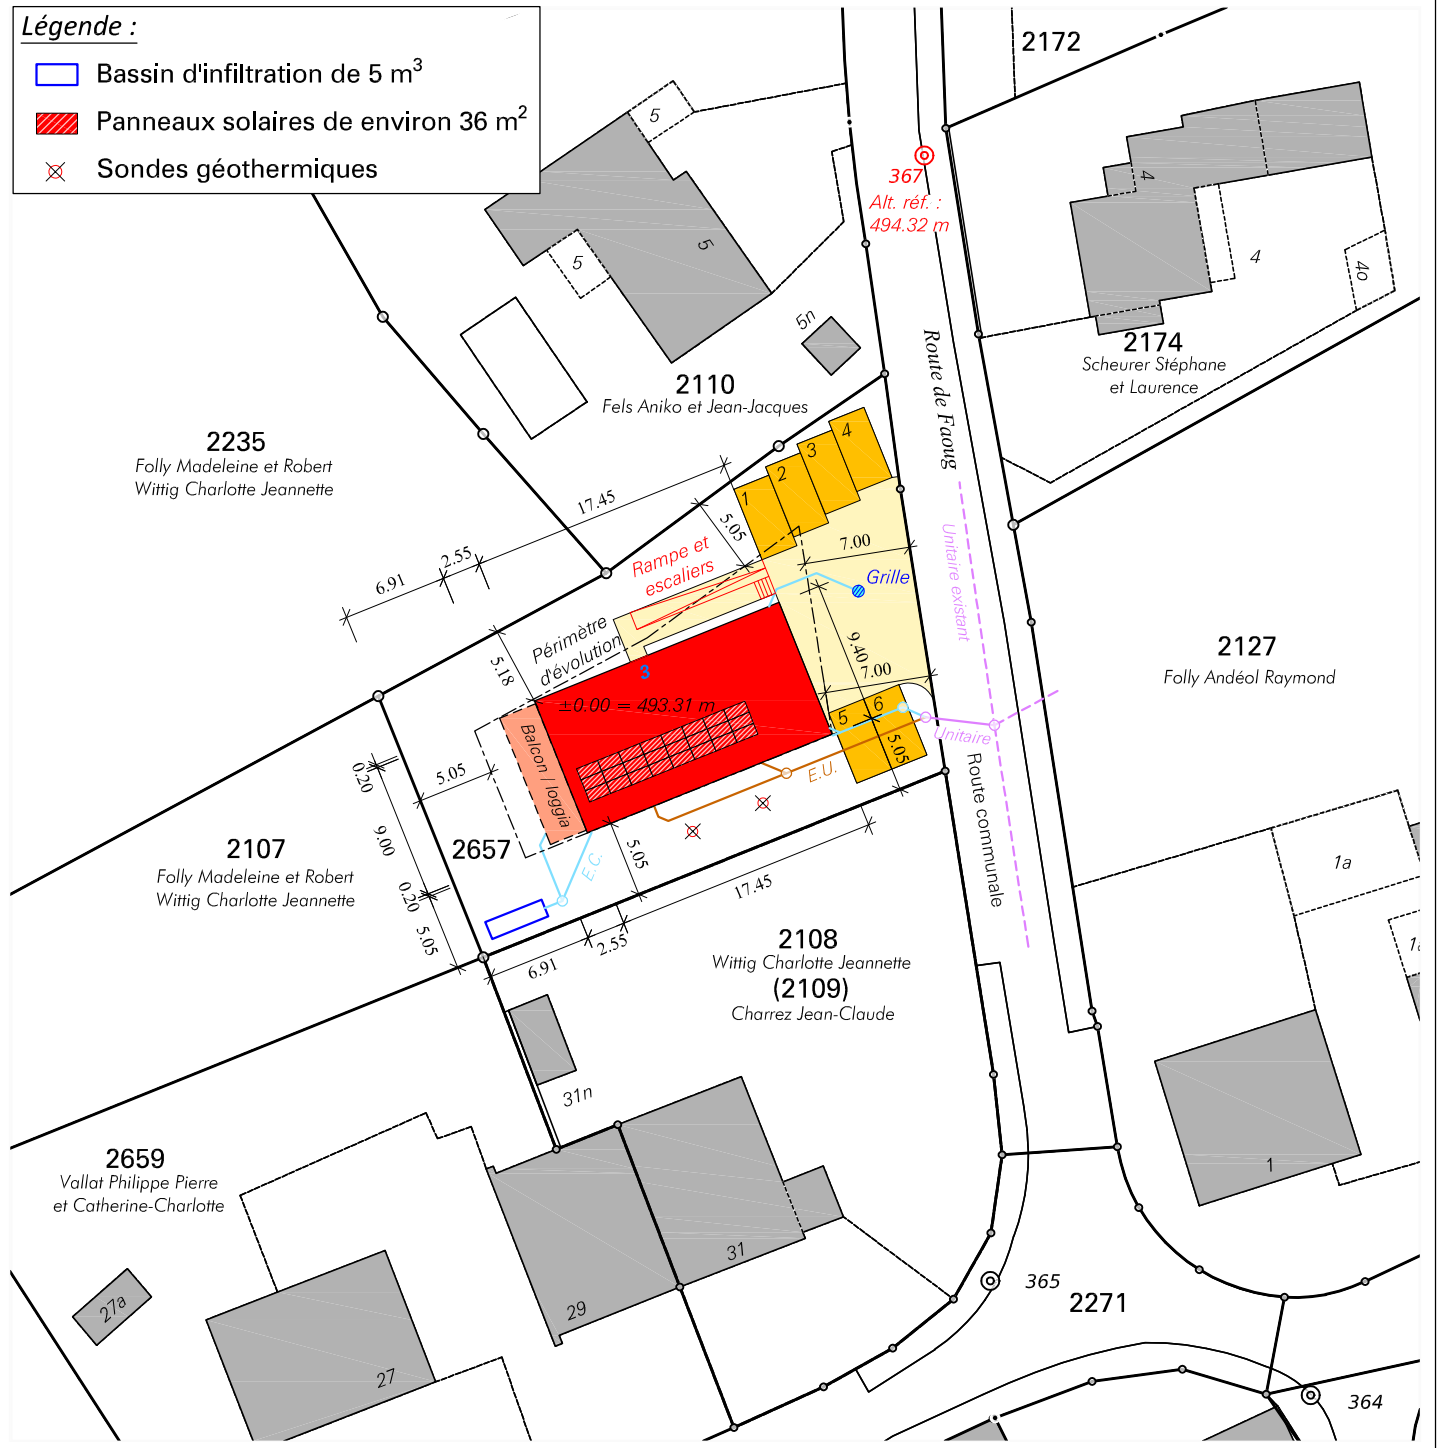 Légende :
Bassin d'infiltration de 5 m³
Panneaux solaires de environ 36 m²
Sondes géothermiques
2172
5
5
5
5n
367
Alt. réf. :
494.32 m
4
4
4a
2174
Scheurer Stéphane
et Laurence
2110
Fels Aniko et Jean-Jacques
Route de Faoug
2235
Folly Madeleine et Robert
Wittig Charlotte Jeannette
17.45
2.55
6.91
5.05
1
2
3
4
7.00
Rampe et
escaliers
Grille
Unitaire existant
Périmètre
d'évolution
5.18
9.40
7.00
2127
Folly Andéol Raymond
3
±0.00 = 493.31 m
Balcon / loggia
5
6
5.05
Unitaire
E.U.
Route communale
0.20
5.05
9.00
0.20
5.05
2657
E.C.
5.05
17.45
2.55
6.91
2107
Folly Madeleine et Robert
Wittig Charlotte Jeannette
2108
Wittig Charlotte Jeannette
(2109)
Charrez Jean-Claude
1a
31n
2659
Vallat Philippe Pierre
et Catherine-Charlotte
1
31
29
27a
27
365
2271
364